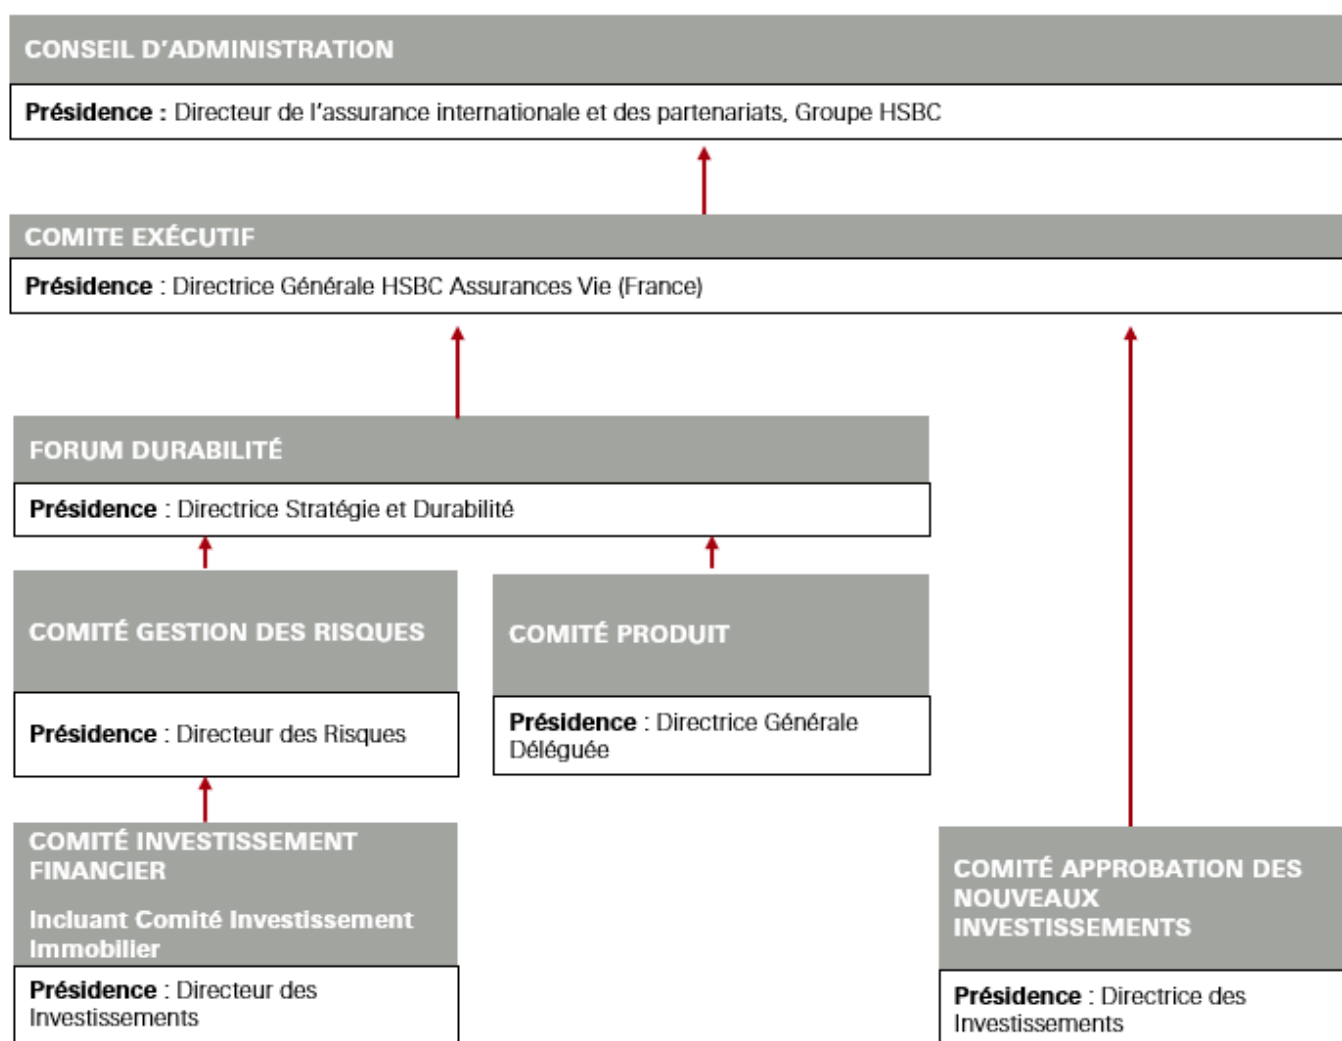 CONSEIL D'ADMINISTRATION
Présidence : Directeur de l'assurance internationale et des partenariats, Groupe HSBC
COMITE EXÉCUTIF
Présidence : Directrice Générale HSBC Assurances Vie (France)
FORUM DURABILITÉ
Présidence : Directrice Stratégie et Durabilité
COMITÉ GESTION DES RISQUES
Présidence : Directeur des Risques
COMITÉ PRODUIT
Présidence : Directrice Générale
Déléguée
COMITÉ INVESTISSEMENT
FINANCIER
Incluant Comité Investissement
Immobilier
Présidence : Directeur des
Investissements
COMITÉ APPROBATION DES
NOUVEAUX
INVESTISSEMENTS
Présidence : Directrice des
Investissements